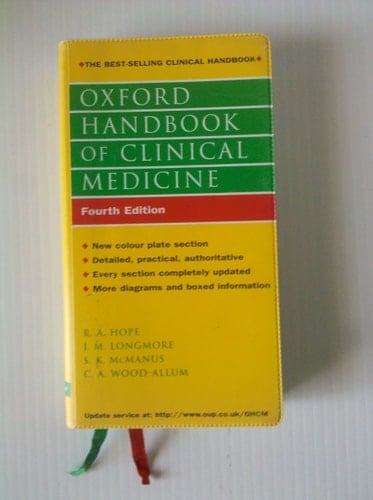 ◆THE BEST-SELLING CLINICAL HANDBOOK◆
OXFORD
HANDBOOK
OF CLINICAL
MEDICINE
Fourth Edition
◆ New colour plate section
◆ Detailed, practical, authoritative
◆ Every section completely updated
◆ More diagrams and boxed information
R. A. HOPE
J. M. LONGMORE
S. K. McMANUS
C. A. WOOD-ALLUM
Update service at: http://www.oup.co.uk/OHCM